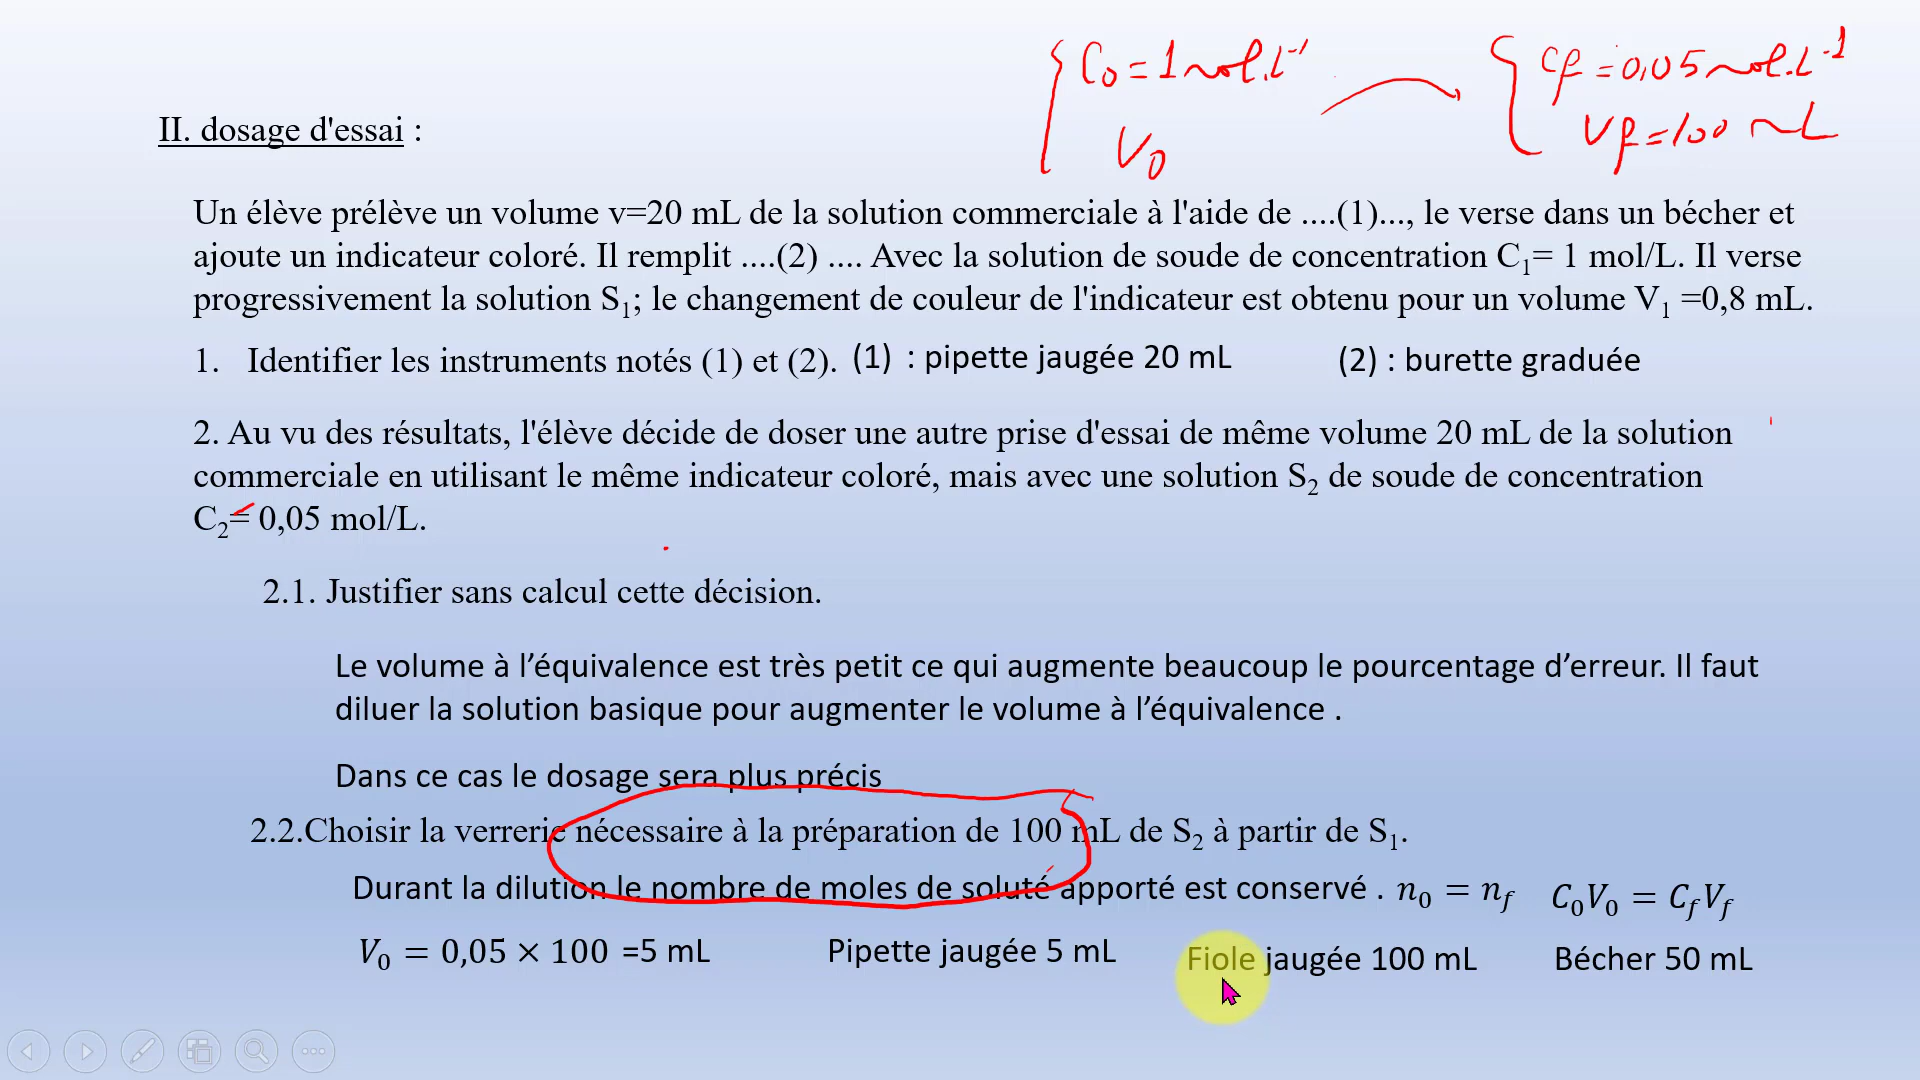 C0 = 1 mol.L-1
V0
Cf = 0,05 mol.L-1
Vf = 100 mL
II. dosage d'essai :
Un élève prélève un volume v=20 mL de la solution commerciale à l'aide de ....(1)..., le verse dans un bécher et
ajoute un indicateur coloré. Il remplit ....(2) .... Avec la solution de soude de concentration C1= 1 mol/L. Il verse
progressivement la solution S1; le changement de couleur de l'indicateur est obtenu pour un volume V1 =0,8 mL.
1. Identifier les instruments notés (1) et (2). (1) : pipette jaugée 20 mL (2) : burette graduée
2. Au vu des résultats, l'élève décide de doser une autre prise d'essai de même volume 20 mL de la solution
commerciale en utilisant le même indicateur coloré, mais avec une solution S2 de soude de concentration
C2= 0,05 mol/L.
2.1. Justifier sans calcul cette décision.
Le volume à l’équivalence est très petit ce qui augmente beaucoup le pourcentage d’erreur. Il faut
diluer la solution basique pour augmenter le volume à l’équivalence .
Dans ce cas le dosage sera plus précis
2.2.Choisir la verrerie nécessaire à la préparation de 100 mL de S2 à partir de S1.
Durant la dilution le nombre de moles de soluté apporté est conservé . n0 = nf C0V0 = CfVf
V0 = 0,05 × 100 =5 mL Pipette jaugée 5 mL Fiole jaugée 100 mL Bécher 50 mL